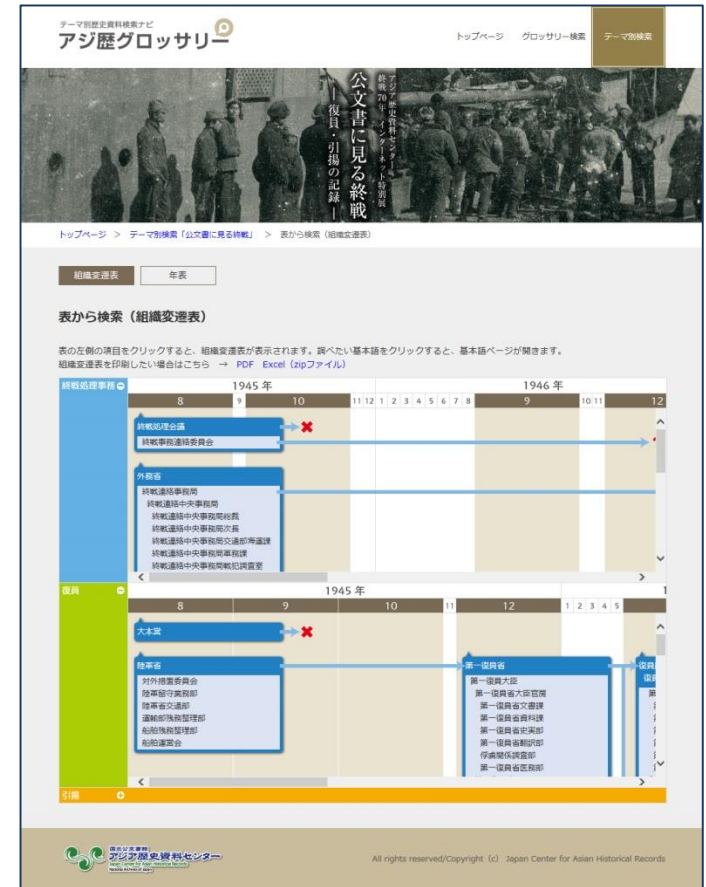 テーマ別歴史資料検索ナビ
アジ歴グロッサリー
トップページ
グロッサリー検索
テーマ別検索
アジア歴史資料センター
終戦70年 インターネット特別展
公文書に見る終戦
―復員・引揚の記録―
トップページ > テーマ別検索「公文書に見る終戦」 > 表から検索(組織変遷表)
組織変遷表
年表
表から検索(組織変遷表)
表の左側の項目をクリックすると、組織変遷表が表示されます。調べたい基本語をクリックすると、基本語ページが開きます。
組織変遷表を印刷したい場合はこちら → PDF Excel(zipファイル)
終戦処理事務
1945 年
1946 年
8 9 10 11 12 1 2 3 4 5 6 7 8 9 10 11 12
終戦処理会議
終戦事務連絡委員会
外務省
終戦連絡事務局
終戦連絡中央事務局
終戦連絡中央事務局総裁
終戦連絡中央事務局次長
終戦連絡中央事務局交通部海運課
終戦連絡中央事務局軍務課
終戦連絡中央事務局戦犯調査室
復員
1945 年
1
8 9 10 11 12 1 2 3 4 5
大本営
陸軍省
対外措置委員会
陸軍留守業務部
陸軍省交通部
運輸部残務整理部
船舶残務整理部
船舶運営会
第一復員省
第一復員大臣
第一復員省大臣官房
第一復員省文書課
第一復員省資料課
第一復員省史実部
第一復員省翻訳部
俘虜関係調査部
第一復員省医務部
復員
復員
引揚
国立公文書館
アジア歴史資料センター
Japan Center for Asian Historical Records
National Archives of Japan
All rights reserved/Copyright (c) Japan Center for Asian Historical Records